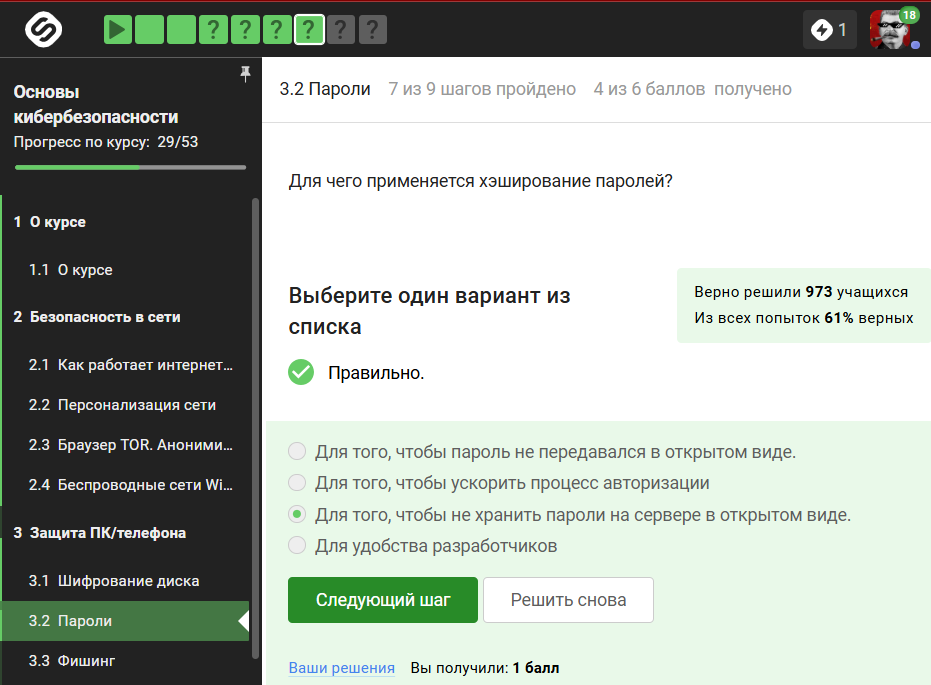 ? ? ? ? ? ?
1
18
Основы
кибербезопасности
Прогресс по курсу: 29/53
1 О курсе
1.1 О курсе
2 Безопасность в сети
2.1 Как работает интернет...
2.2 Персонализация сети
2.3 Браузер TOR. Аноними...
2.4 Беспроводные сети Wi...
3 Защита ПК/телефона
3.1 Шифрование диска
3.2 Пароли
3.3 Фишинг
3.2 Пароли 7 из 9 шагов пройдено 4 из 6 баллов получено
Для чего применяется хэширование паролей?
Выберите один вариант из
списка
Верно решили 973 учащихся
Из всех попыток 61% верных
Правильно.
Для того, чтобы пароль не передавался в открытом виде.
Для того, чтобы ускорить процесс авторизации
Для того, чтобы не хранить пароли на сервере в открытом виде.
Для удобства разработчиков
Следующий шаг
Решить снова
Ваши решения Вы получили: 1 балл